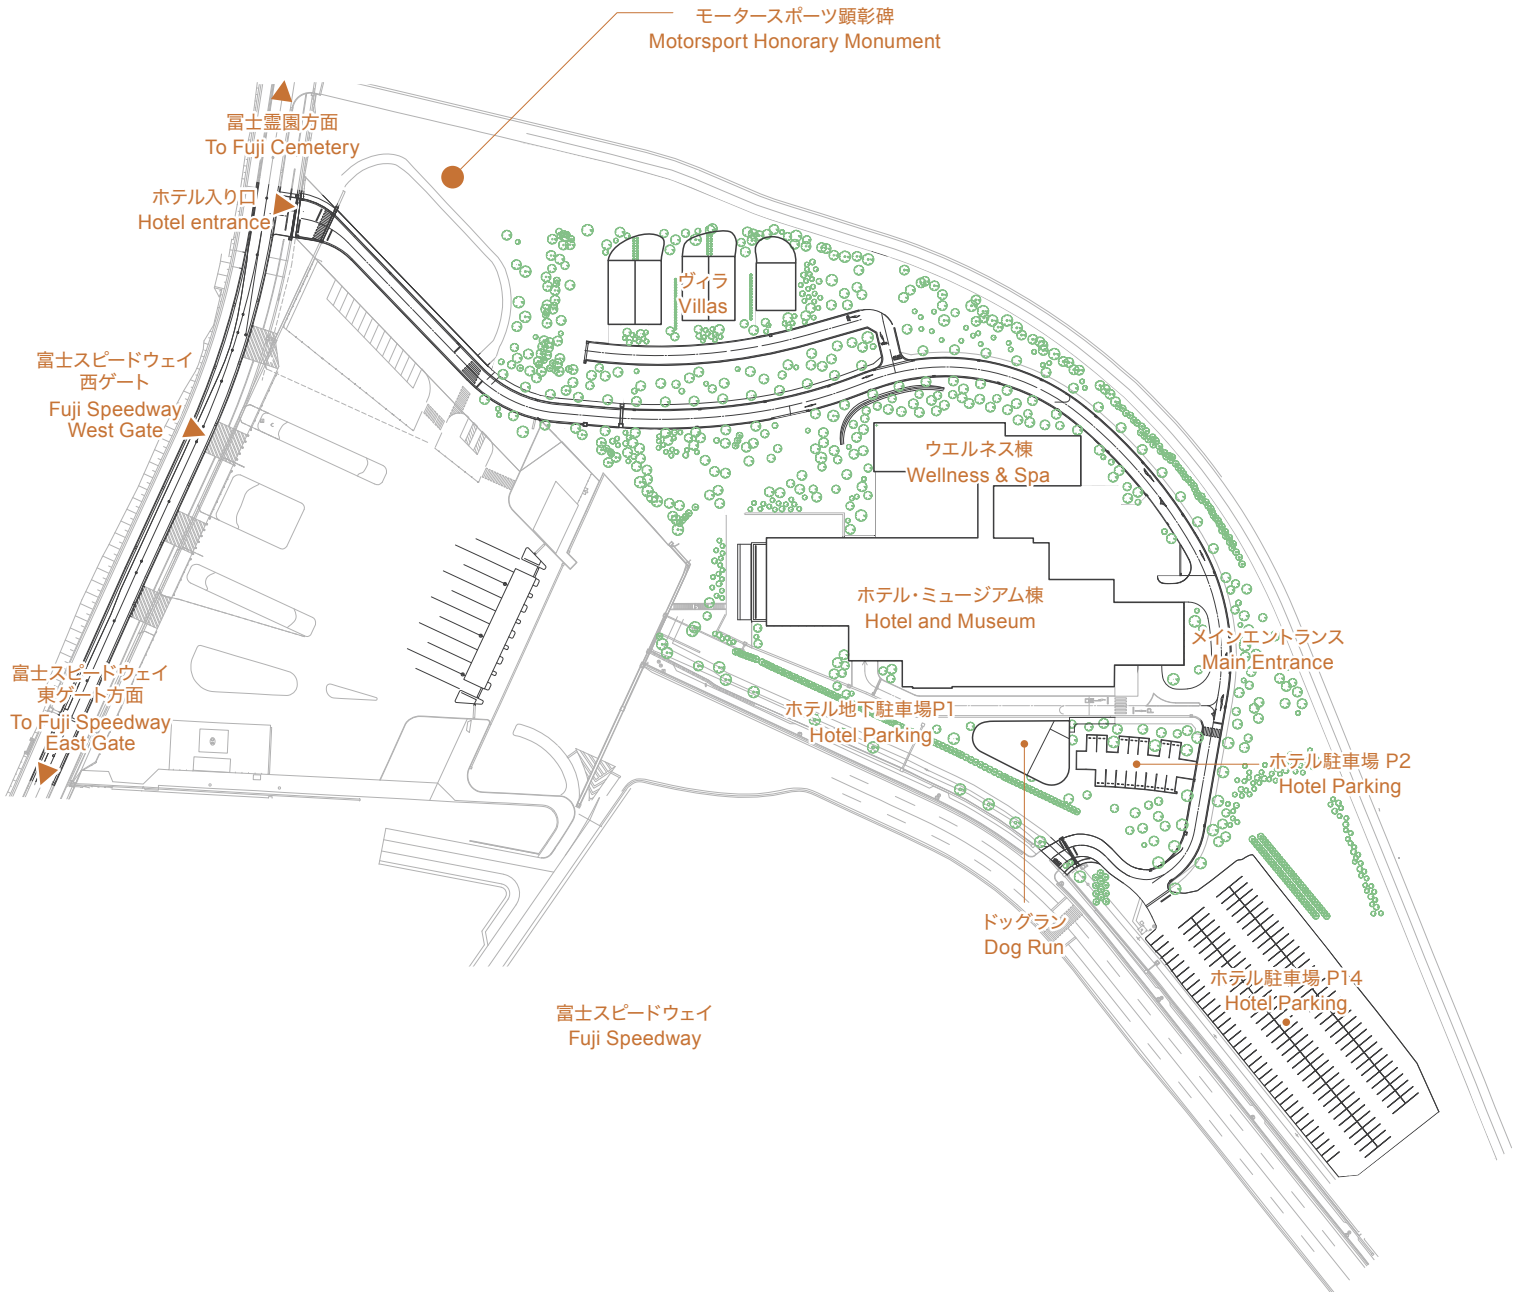 モータースポーツ顕彰碑
Motorsport Honorary Monument
冨士霊園方面
To Fuji Cemetery
ホテル入り口
Hotel entrance
ヴィラ
Villas
富士スピードウェイ
西ゲート
Fuji Speedway
West Gate
ウエルネス棟
Wellness & Spa
ホテル・ミュージアム棟
Hotel and Museum
メインエントランス
Main Entrance
富士スピードウェイ
東ゲート方面
To Fuji Speedway
East Gate
ホテル地下駐車場P1
Hotel Parking
ホテル駐車場 P2
Hotel Parking
ドッグラン
Dog Run
ホテル駐車場 P14
Hotel Parking
富士スピードウェイ
Fuji Speedway